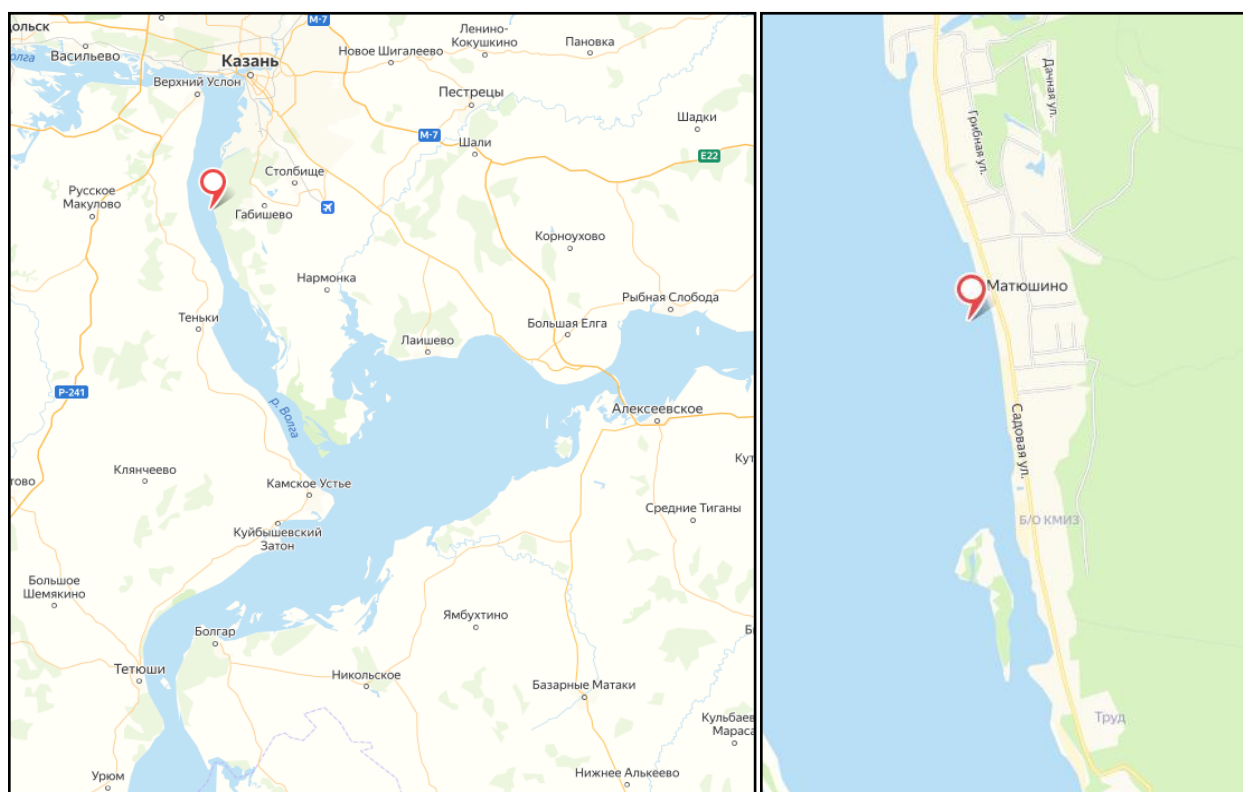 ольск
М-7
Ленино-
Кокушкино
Пановка
Волга
Васильево
Казань
Новое Шигалеево
Верхний Услон
Пестрецы
Шадки
М-7
Шали
Е22
Столбище
Русское
Макулово
Габишево
Корноухово
Нармонка
Рыбная Слобода
Теньки
Большая Елга
Лаишево
Р-241
р. Волга
Алексеевское
Клянчеево
Кут
тово
Камское Устье
Средние Тиганы
Куйбышевский
Затон
Большое
Шемякино
Ямбухтино
Болгар
Тетюши
Никольское
Базарные Матаки
Кульбаев
Мараса
Урюм
Нижнее Алькеево
Дачная ул.
Грибная ул.
Матюшино
Садовая ул.
Б/О КМИЗ
Труд